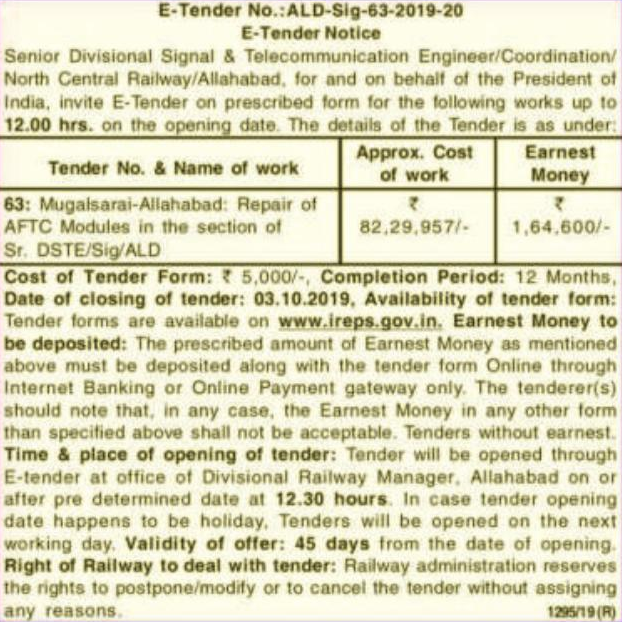 E-Tender No.:ALD-Sig-63-2019-20
E-Tender Notice
Senior Divisional Signal & Telecommunication Engineer/Coordination/
North Central Railway/Allahabad, for and on behalf of the President of
India, invite E-Tender on prescribed form for the following works up to
12.00 hrs. on the opening date. The details of the Tender is as under:
Tender No. & Name of work
Approx. Cost
of work
Earnest
Money
63: Mugalsarai-Allahabad: Repair of
AFTC Modules in the section of
Sr. DSTE/Sig/ALD
₹
82,29,957/-
₹
1,64,600/-
Cost of Tender Form: ₹ 5,000/-, Completion Period: 12 Months,
Date of closing of tender: 03.10.2019, Availability of tender form:
Tender forms are available on www.ireps.gov.in. Earnest Money to
be deposited: The prescribed amount of Earnest Money as mentioned
above must be deposited along with the tender form Online through
Internet Banking or Online Payment gateway only. The tenderer(s)
should note that, in any case, the Earnest Money in any other form
than specified above shall not be acceptable. Tenders without earnest.
Time & place of opening of tender: Tender will be opened through
E-tender at office of Divisional Railway Manager, Allahabad on or
after pre determined date at 12.30 hours. In case tender opening
date happens to be holiday, Tenders will be opened on the next
working day. Validity of offer: 45 days from the date of opening.
Right of Railway to deal with tender: Railway administration reserves
the rights to postpone/modify or to cancel the tender without assigning
any reasons.
1295/19 (R)